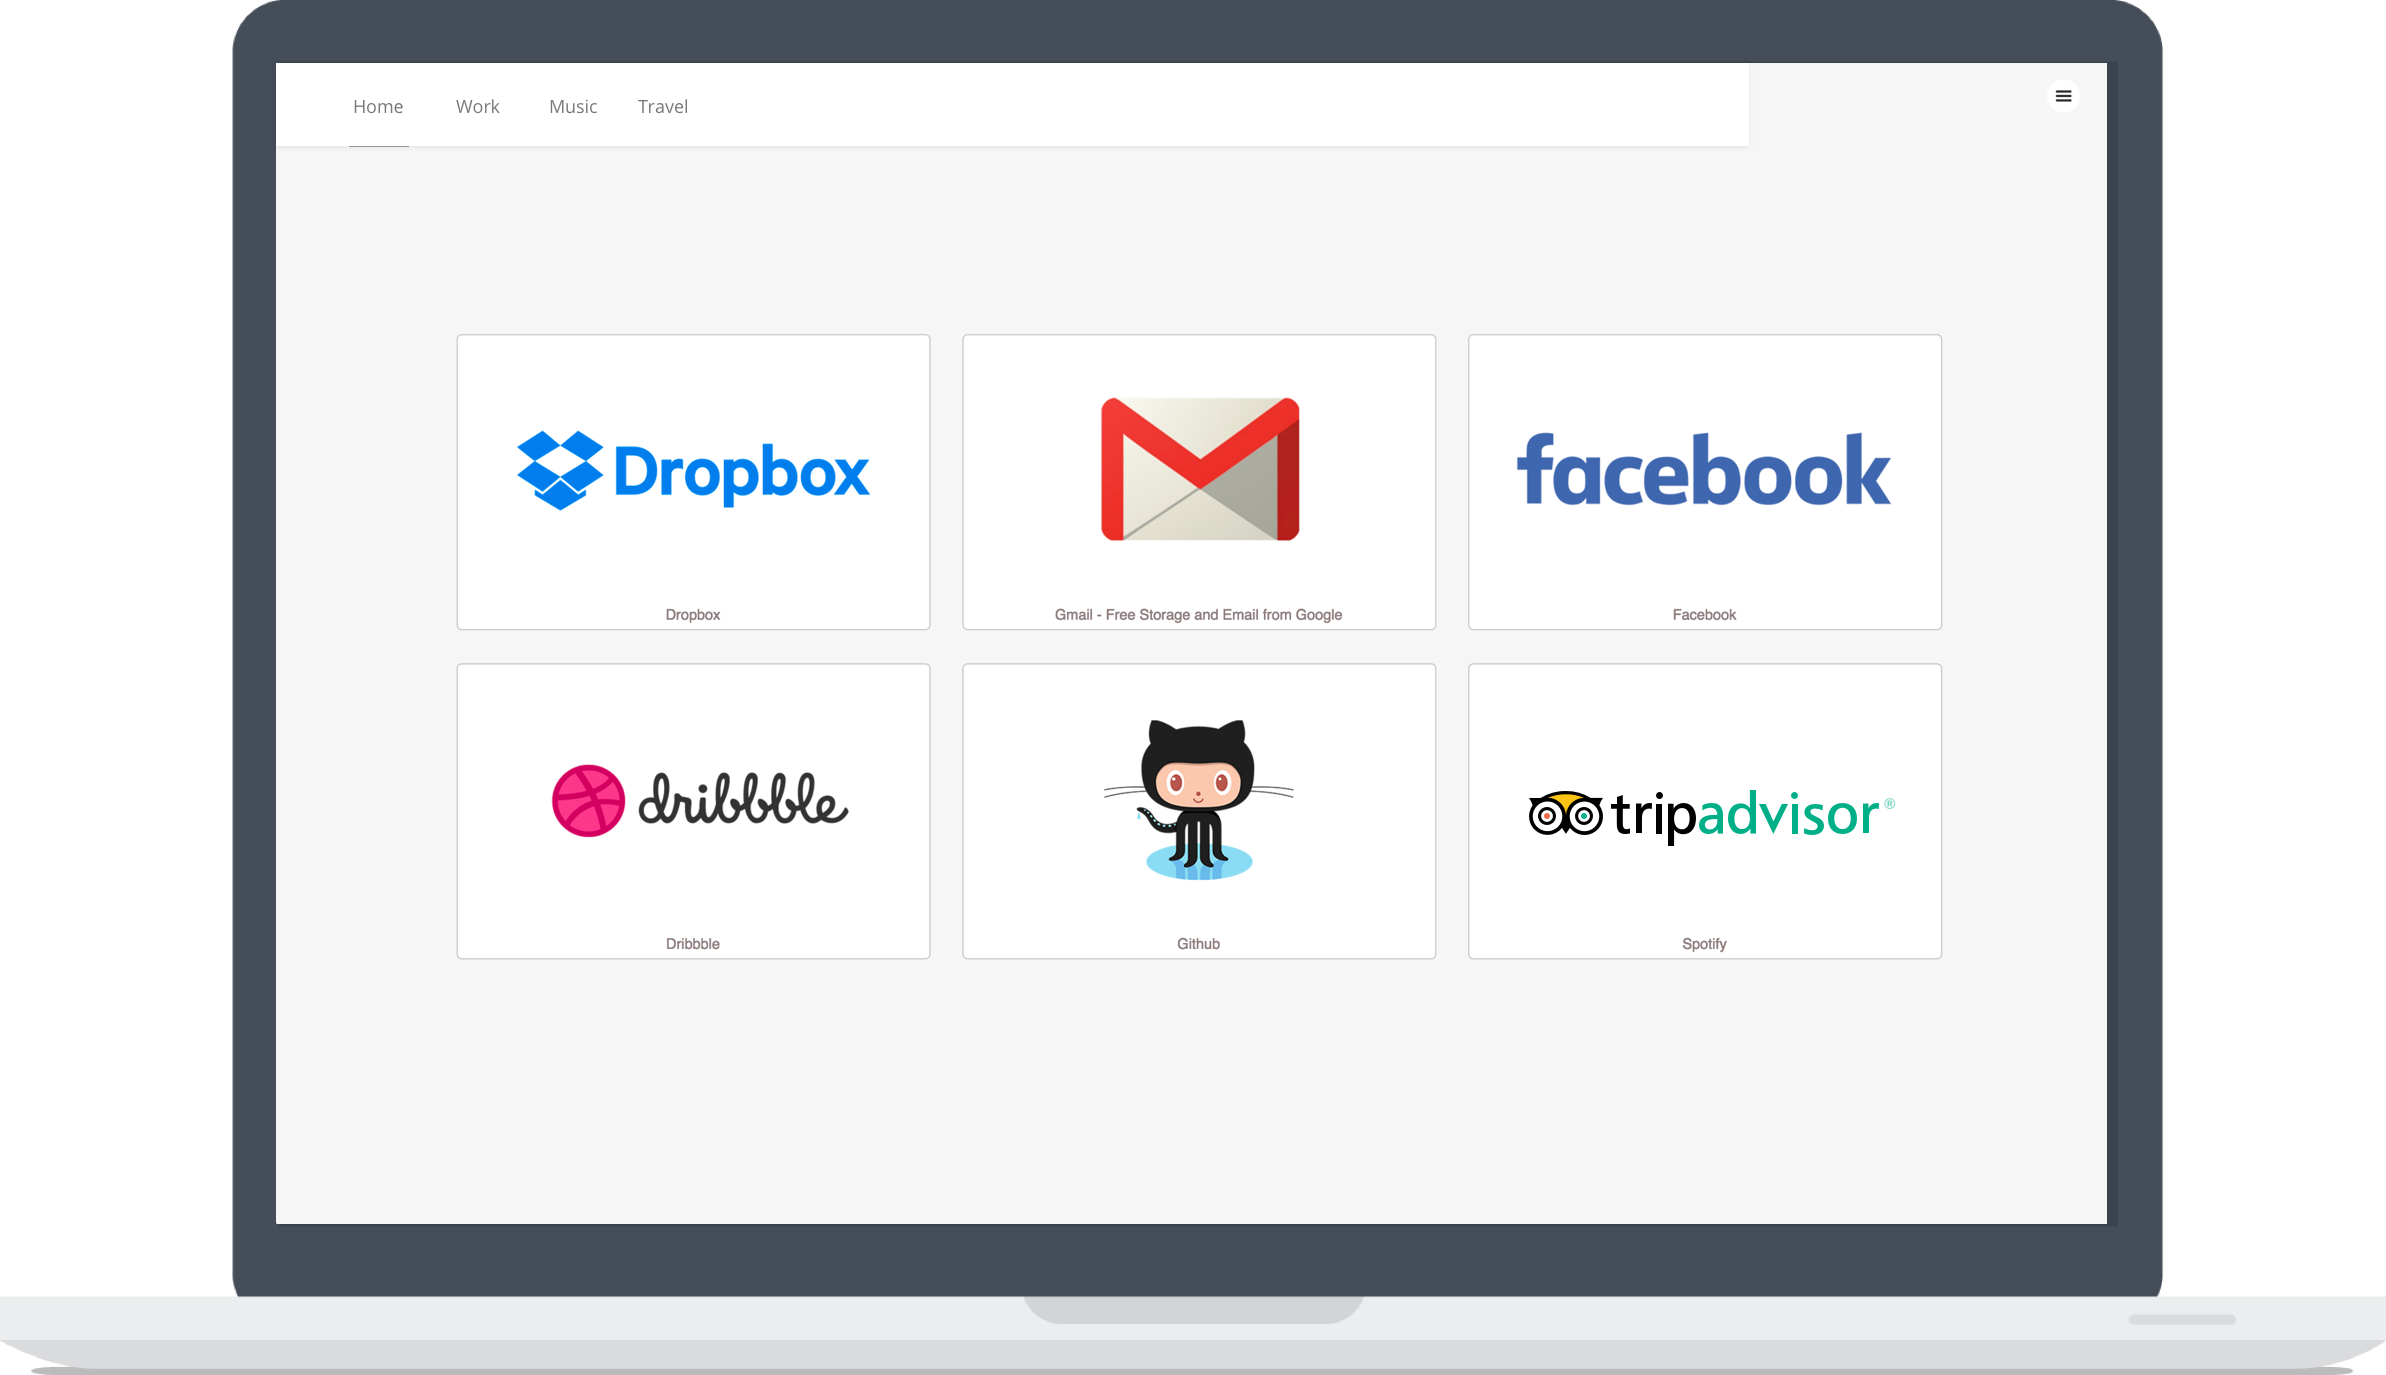 Home Work Music Travel
Dropbox
facebook
Dropbox
Gmail - Free Storage and Email from Google
Facebook
dribbble
tripadvisor®
Dribbble
Github
Spotify